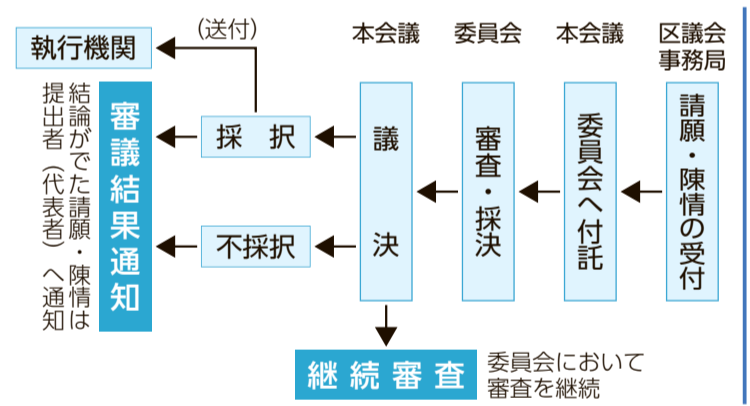 区議会
事務局
請願・陳情の受付
本会議
委員会へ付託
委員会
審査・採決
本会議
議決
採択
(送付)
執行機関
不採択
審議結果通知
結論がでた請願・陳情は
提出者（代表者）へ通知
継続審査
委員会において
審査を継続